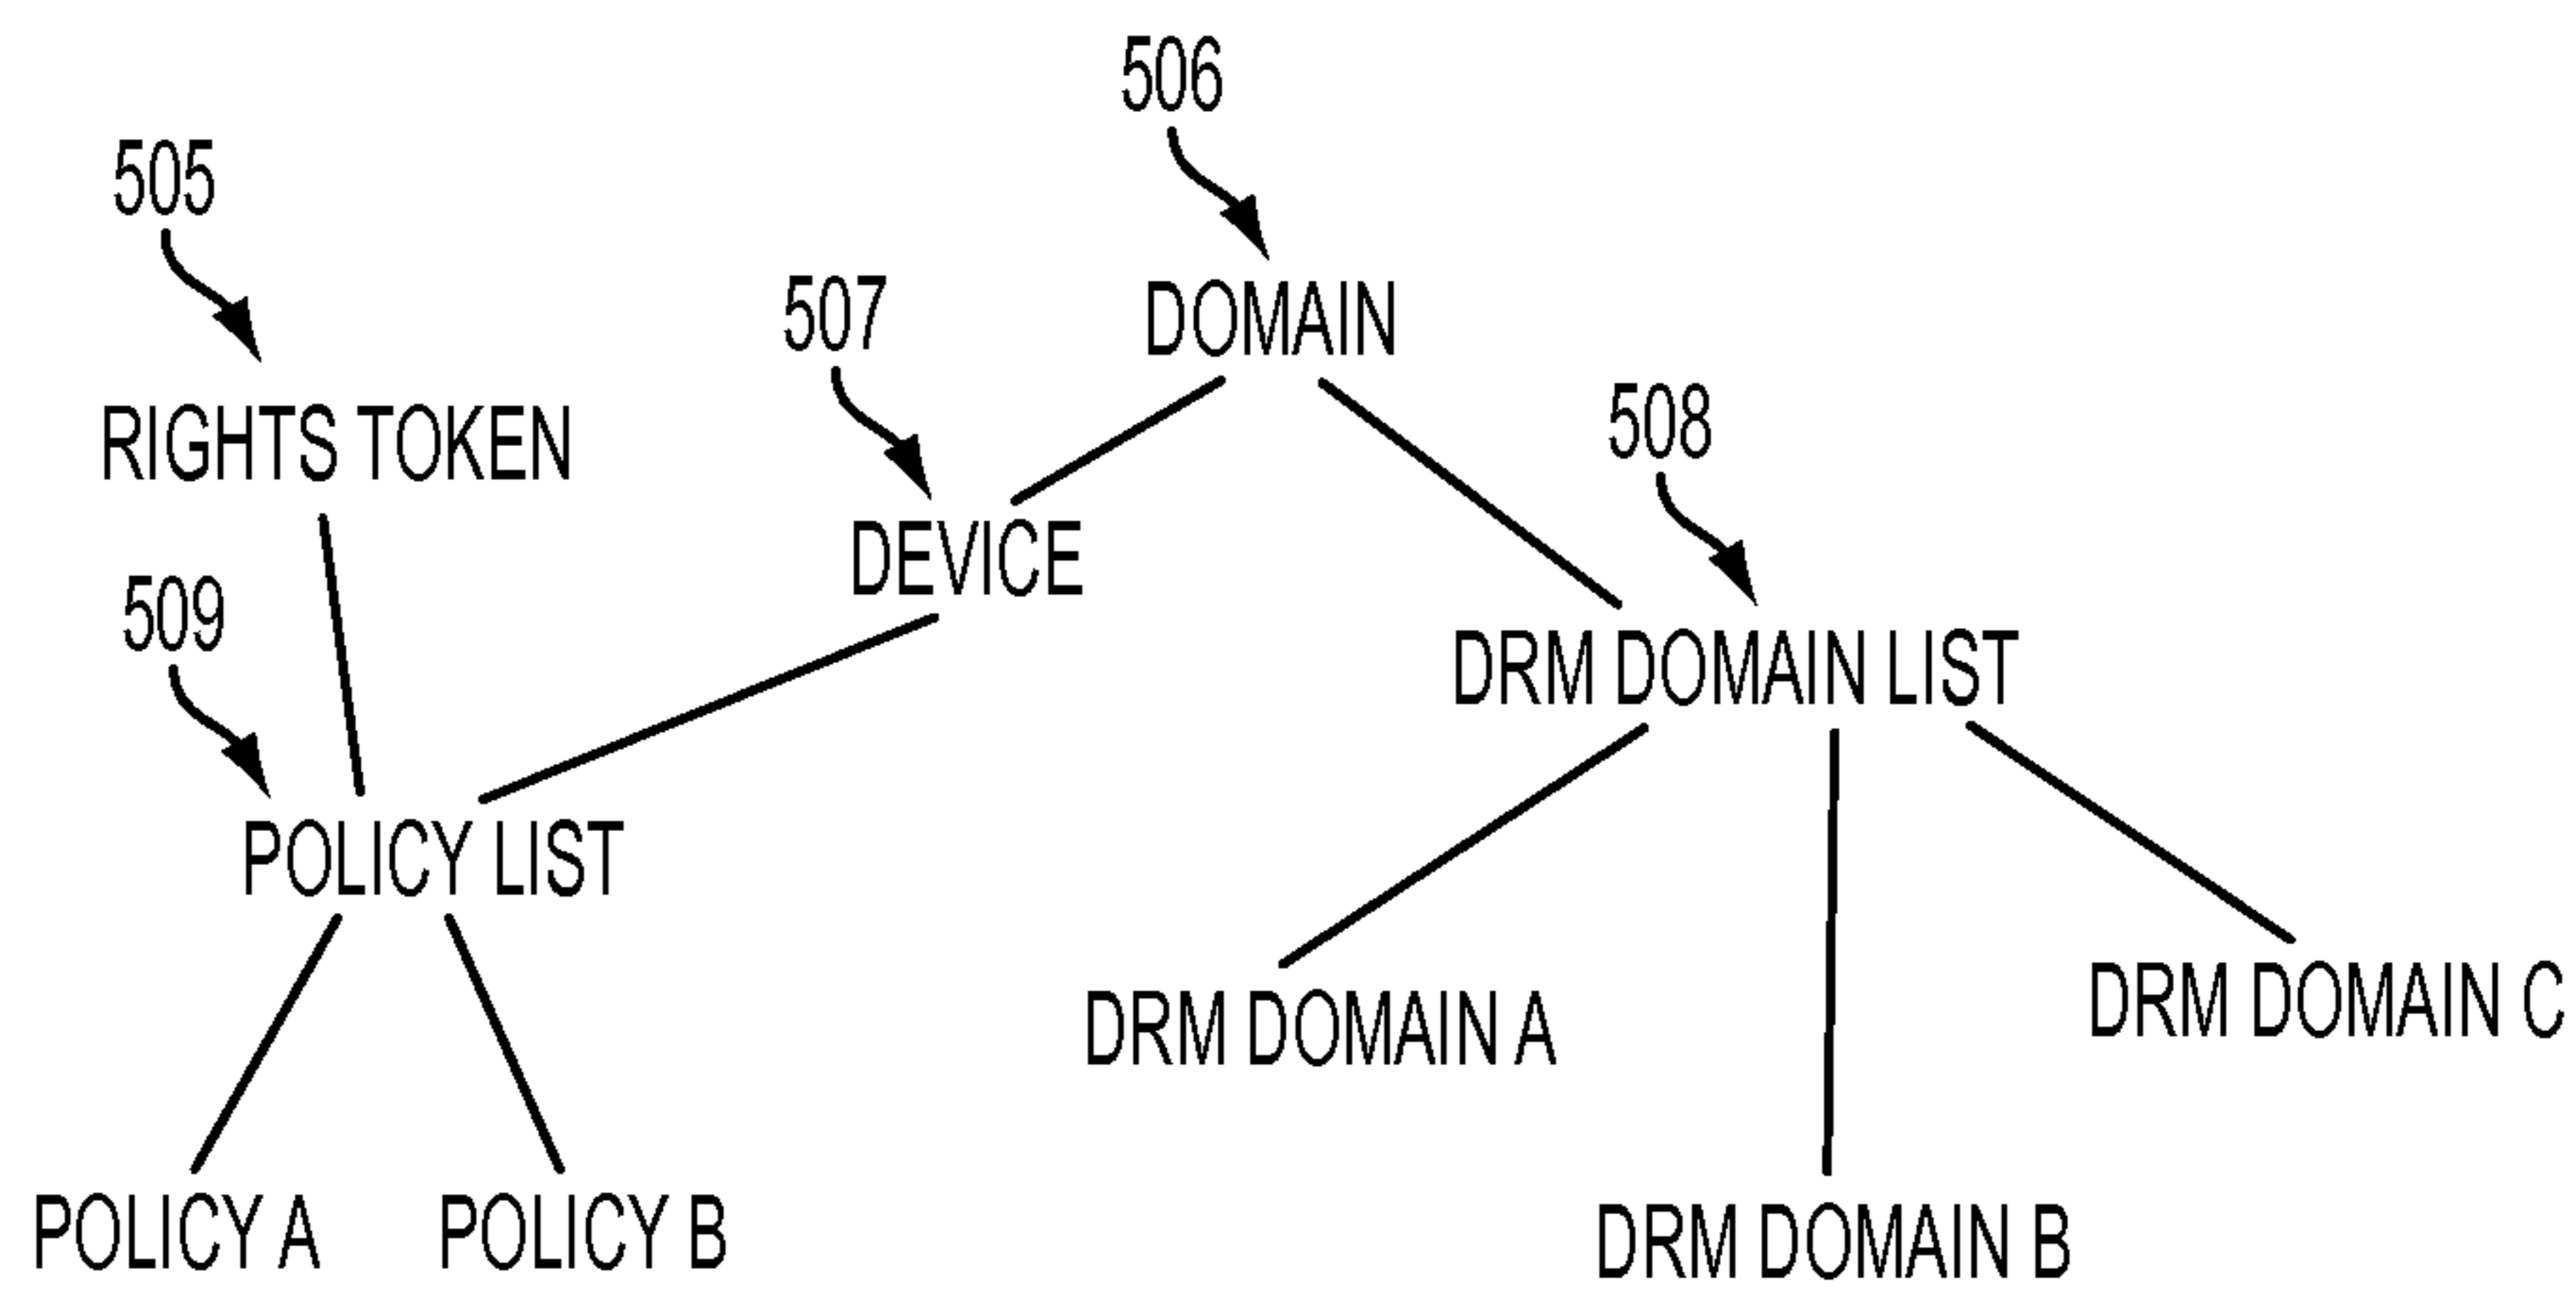 506
505
507
DOMAIN
508
RIGHTS TOKEN
DEVICE
509
DRM DOMAIN LIST
POLICY LIST
DRM DOMAIN A
DRM DOMAIN C
POLICY A
POLICY B
DRM DOMAIN B